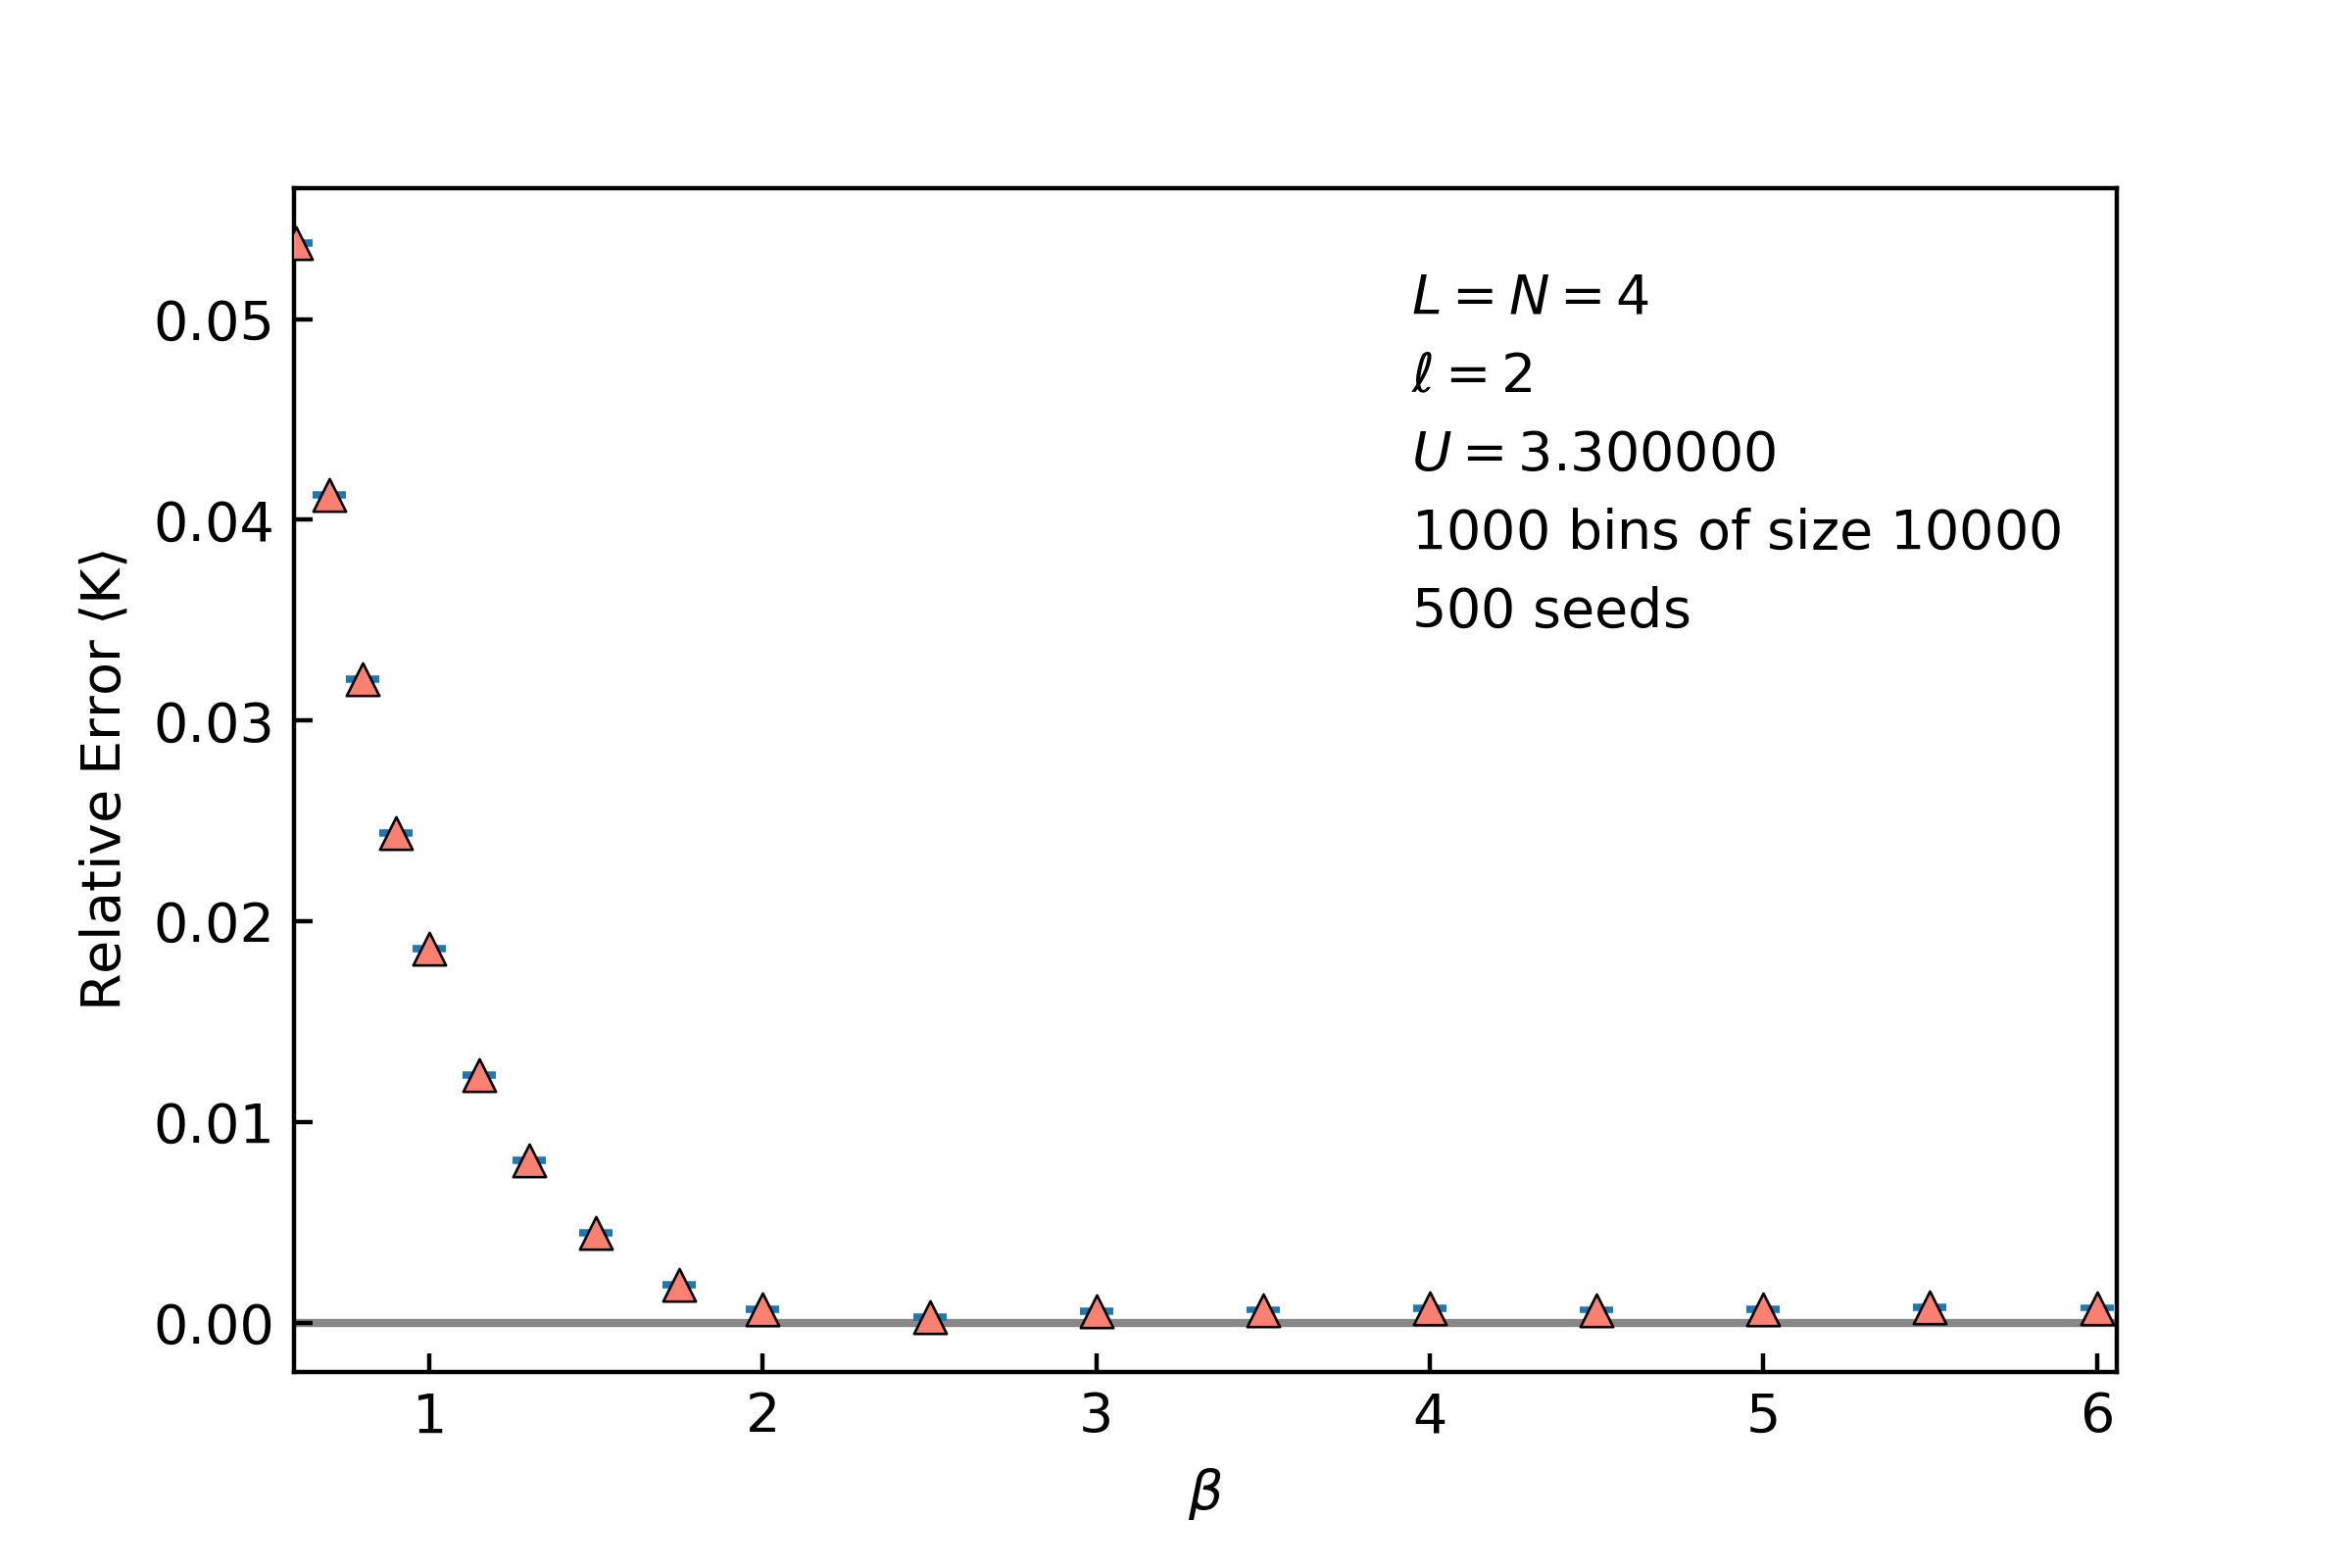 L = N = 4
ℓ = 2
U = 3.300000
1000 bins of size 10000
500 seeds
Relative Error ⟨K⟩
0.05
0.04
0.03
0.02
0.01
0.00
1 2 3 4 5 6
β